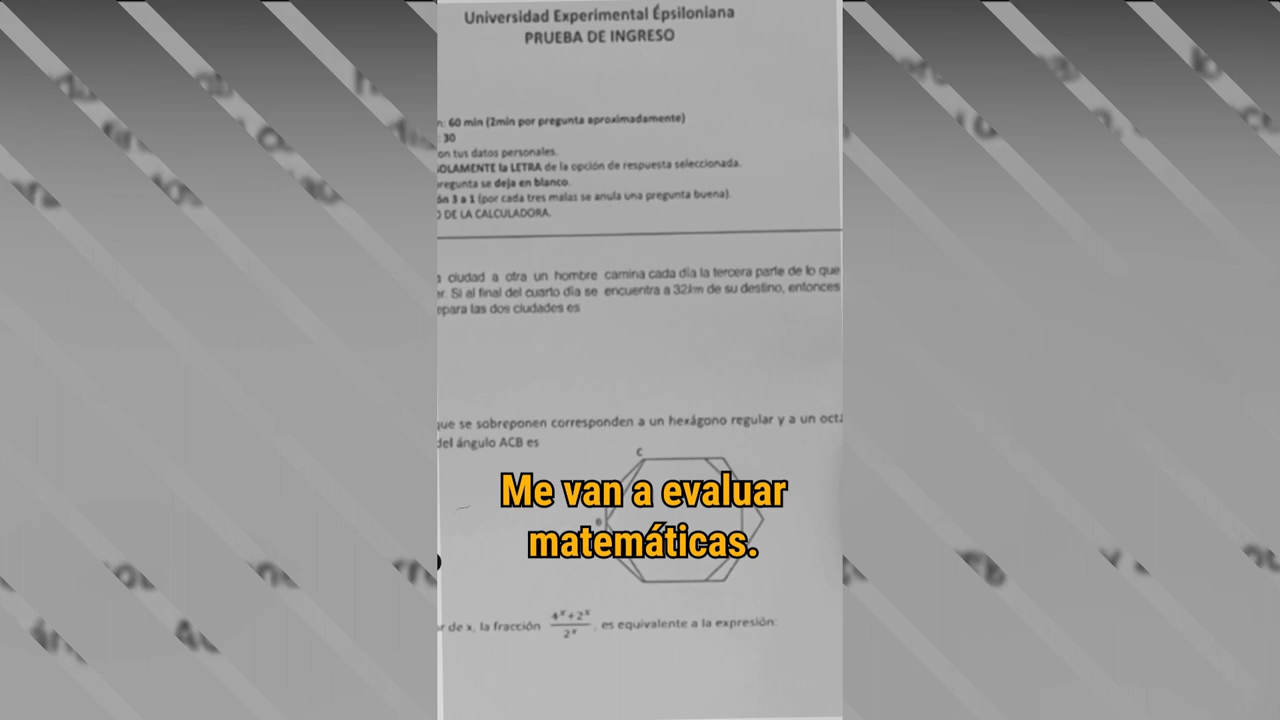 Universidad Experimental Épsiloniana
PRUEBA DE INGRESO
n: 60 min (2min por pregunta aproximadamente)
: 30
on tus datos personales.
SOLAMENTE la LETRA de la opción de respuesta seleccionada.
pregunta se deja en blanco.
ón 3 a 1 (por cada tres malas se anula una pregunta buena).
O DE LA CALCULADORA.
a ciudad a otra un hombre camina cada día la tercera parte de lo que
er. Si al final del cuarto día se encuentra a 32km de su destino, entonces
epara las dos ciudades es
que se sobreponen corresponden a un hexágono regular y a un octá
del ángulo ACB es
C
Me van a evaluar
B
matemáticas.
r de x, la fracción 4ˣ+2ˣ/2ˣ, es equivalente a la expresión: